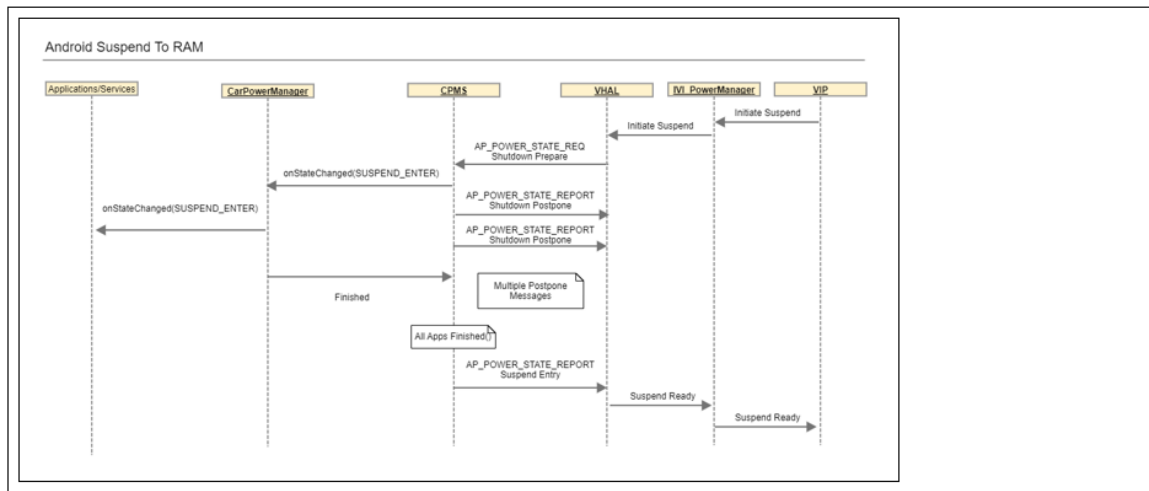 Android Suspend To RAM
Applications/Services
CarPowerManager
CPMS
VHAL
IVI_PowerManager
VIP
Initiate Suspend
Initiate Suspend
AP_POWER_STATE_REQ
Shutdown Prepare
onStateChanged(SUSPEND_ENTER)
AP_POWER_STATE_REPORT
Shutdown Postpone
onStateChanged(SUSPEND_ENTER)
AP_POWER_STATE_REPORT
Shutdown Postpone
Finished
Multiple Postpone
Messages
All Apps Finished()
AP_POWER_STATE_REPORT
Suspend Entry
Suspend Ready
Suspend Ready